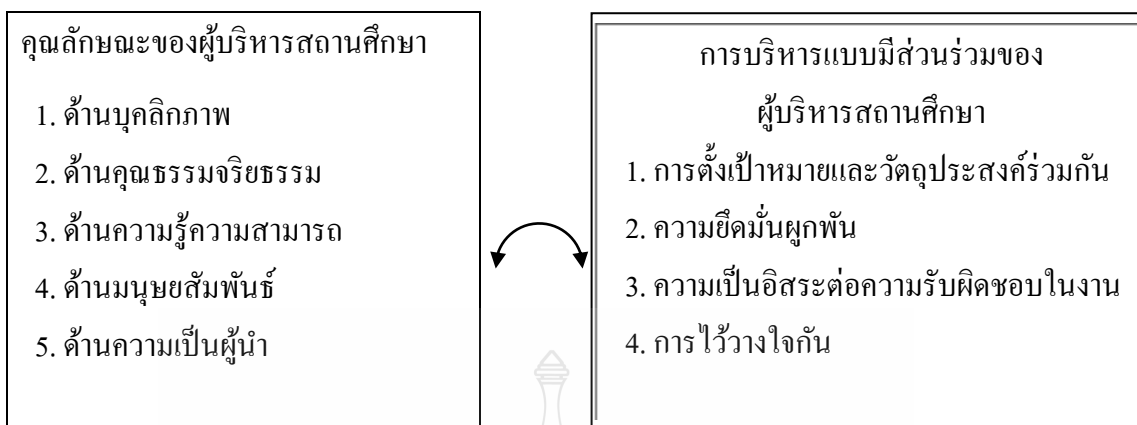 คุณลักษณะของผู้บริหารสถานศึกษา
1. ด้านบุคลิกภาพ
2. ด้านคุณธรรมจริยธรรม
3. ด้านความรู้ความสามารถ
4. ด้านมนุษยสัมพันธ์
5. ด้านความเป็นผู้นำ
การบริหารแบบมีส่วนร่วมของ
ผู้บริหารสถานศึกษา
1. การตั้งเป้าหมายและวัตถุประสงค์ร่วมกัน
2. ความยึดมั่นผูกพัน
3. ความเป็นอิสระต่อความรับผิดชอบในงาน
4. การไว้วางใจกัน